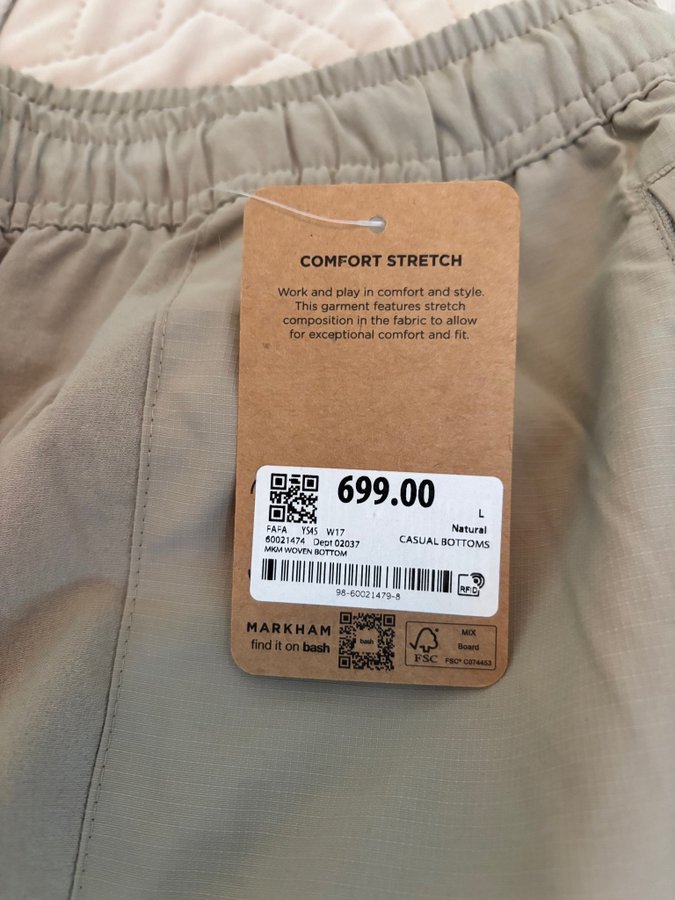 COMFORT STRETCH
Work and play in comfort and style.
This garment features stretch
composition in the fabric to allow
for exceptional comfort and fit.
699.00
L
FAFA YS45 W17
Natural
60021474 Dept 02037
CASUAL BOTTOMS
MKM WOVEN BOTTOM
98-60021479-8
RFID
MARKHAM
find it on bash
bash
FSC
MIX
Board
FSC® C074453